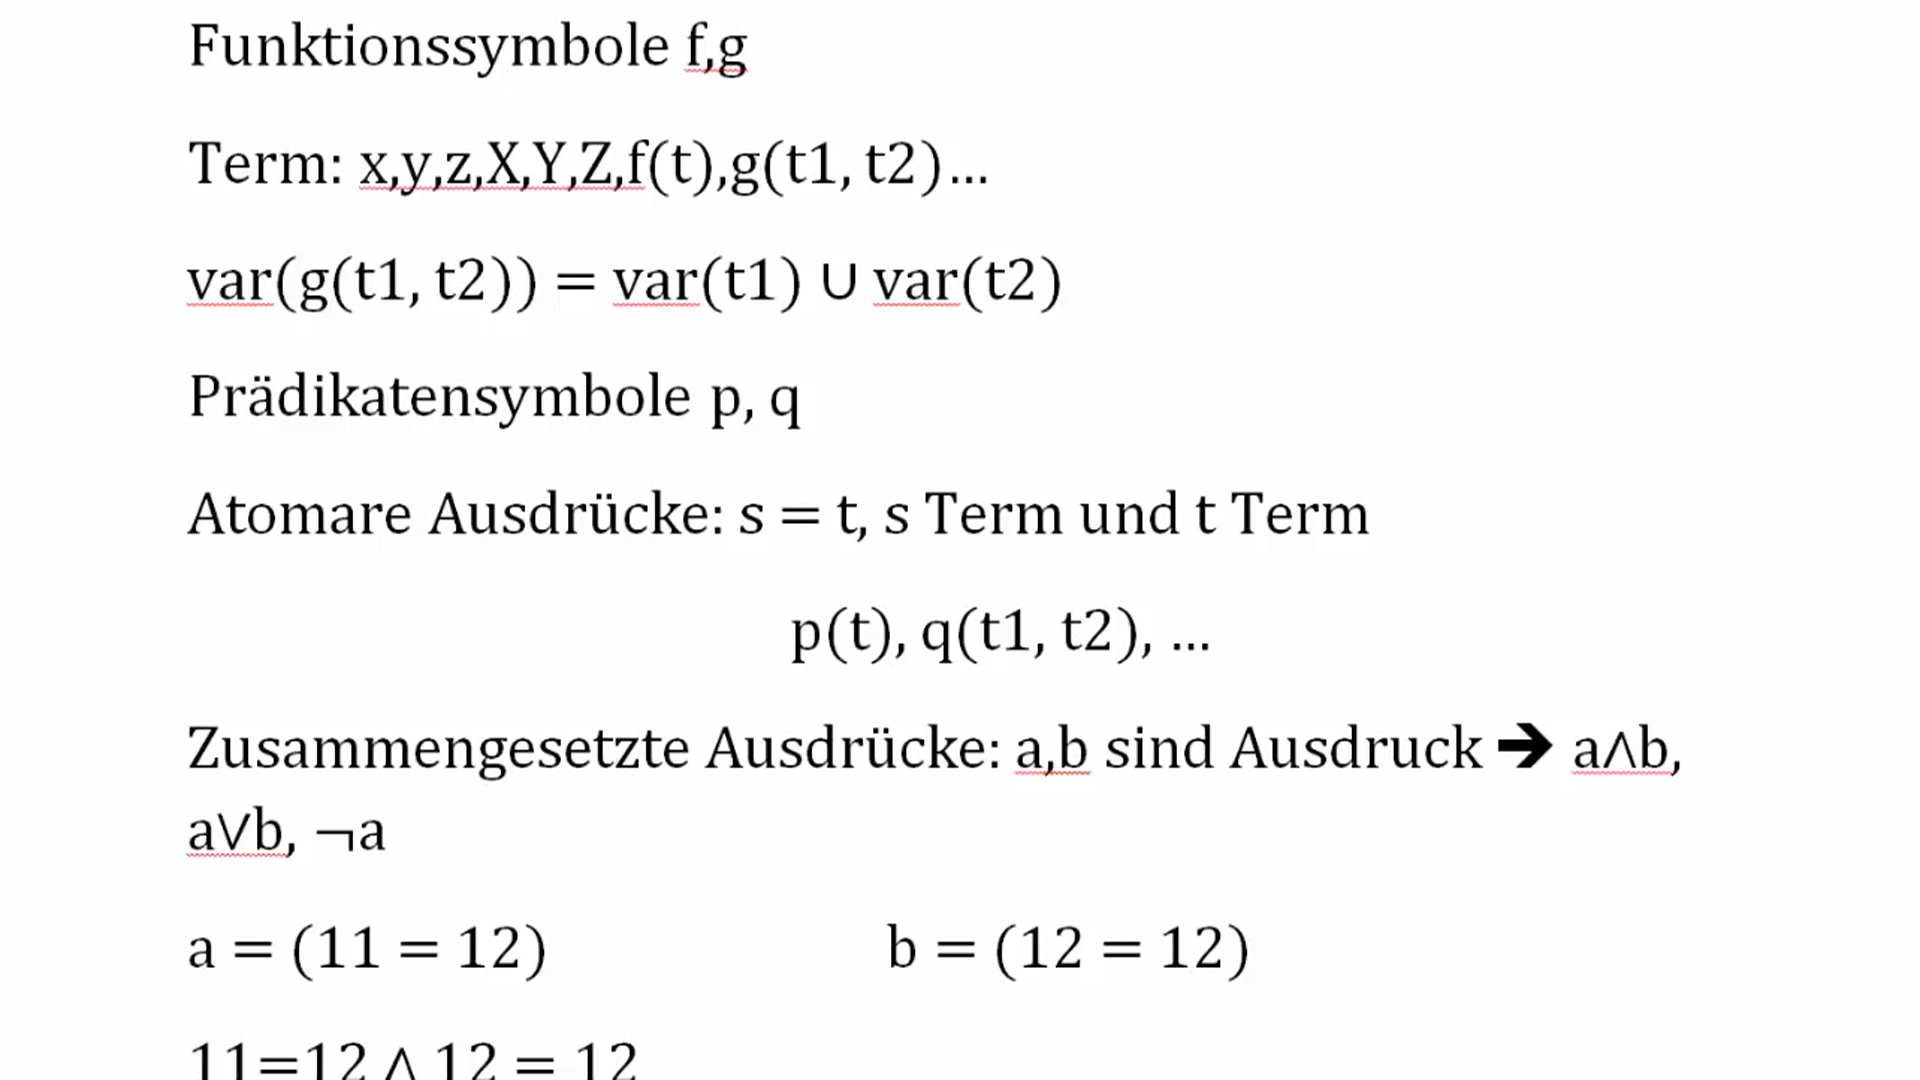 Funktionssymbole f,g
Term: x,y,z,X,Y,Z,f(t),g(t1, t2)...
var(g(t1, t2)) = var(t1) ∪ var(t2)
Prädikatensymbole p, q
Atomare Ausdrücke: s = t, s Term und t Term
p(t), q(t1, t2), ...
Zusammengesetzte Ausdrücke: a,b sind Ausdruck ➔ a∧b,
a∨b, ¬a
a = (11 = 12) b = (12 = 12)
11=12 ∧ 12 = 12